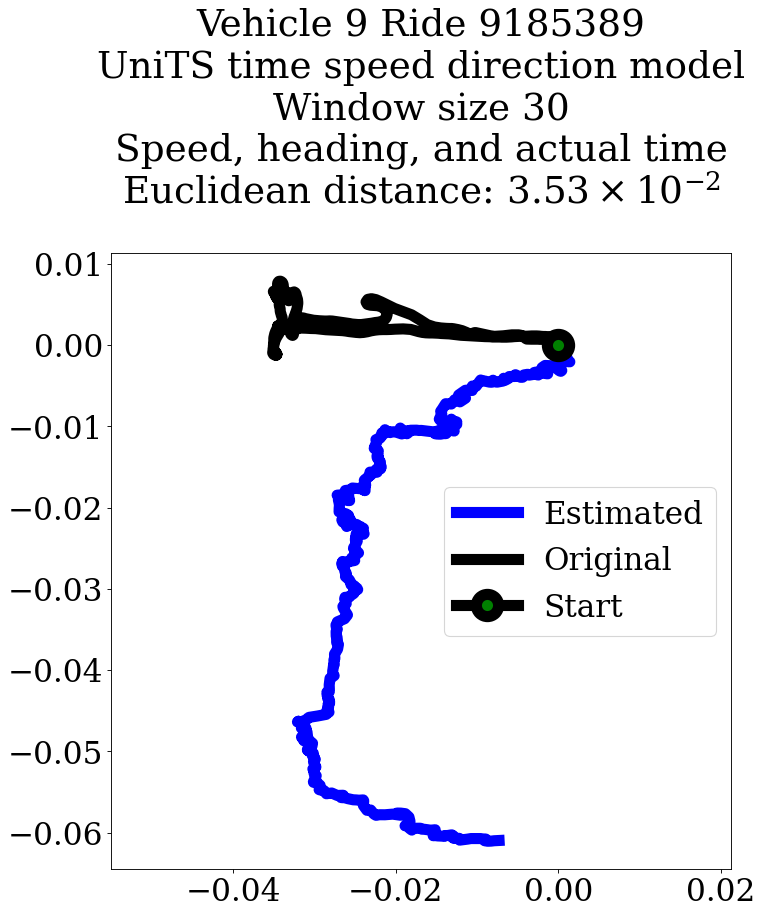 Vehicle 9 Ride 9185389
UniTS time speed direction model
Window size 30
Speed, heading, and actual time
Euclidean distance: 3.53 × 10⁻²
0.01
0.00
−0.01
−0.02
−0.03
−0.04
−0.05
−0.06
Estimated
Original
Start
−0.04 −0.02 0.00 0.02